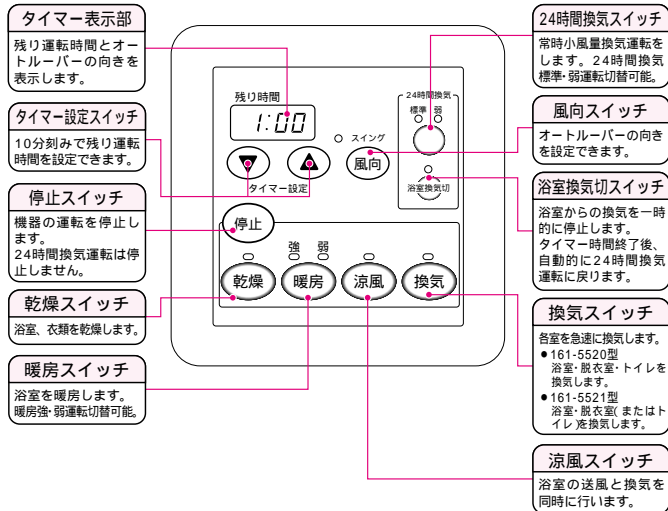 タイマー表示部
残り運転時間とオー
トルーバーの向きを
表示します。
タイマー設定スイッチ
10分刻みで残り運転
時間を設定できます。
停止スイッチ
機器の運転を停止し
ます。
24時間換気運転は停
止しません。
乾燥スイッチ
浴室、衣類を乾燥します。
暖房スイッチ
浴室を暖房します。
暖房強・弱運転切替可能。
残り時間
1:00
スイング
風向
タイマー設定
24時間換気
標準 弱
浴室換気切
停止
強 弱
乾燥 暖房 涼風 換気
24時間換気スイッチ
常時小風量換気運転を
します。24時間換気
標準・弱運転切替可能。
風向スイッチ
オートルーバーの向き
を設定できます。
浴室換気切スイッチ
浴室からの換気を一時
的に停止します。
タイマー時間終了後、
自動的に24時間換気
運転に戻ります。
換気スイッチ
各室を急速に換気します。
●161-5520型
浴室・脱衣室・トイレを
換気します。
●161-5521型
浴室・脱衣室(またはト
イレ)を換気します。
涼風スイッチ
浴室の送風と換気を
同時に行います。